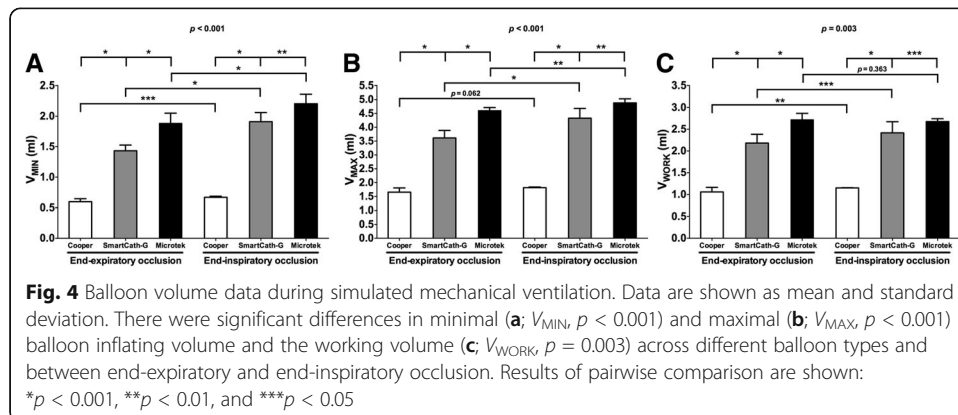 p < 0.001
* * * **
*
*
***
A
V_MIN (ml)
2.5
2.0
1.5
1.0
0.5
0.0
Cooper SmartCath-G Microtek Cooper SmartCath-G Microtek
End-expiratory occlusion End-inspiratory occlusion
p < 0.001
* * * **
**
*
p = 0.062
B
V_MAX (ml)
5.5
5.0
4.5
4.0
3.5
3.0
2.5
2.0
1.5
1.0
0.5
0.0
Cooper SmartCath-G Microtek Cooper SmartCath-G Microtek
End-expiratory occlusion End-inspiratory occlusion
p = 0.003
* * * ***
p = 0.363
***
**
C
V_WORK (ml)
3.5
3.0
2.5
2.0
1.5
1.0
0.5
0.0
Cooper SmartCath-G Microtek Cooper SmartCath-G Microtek
End-expiratory occlusion End-inspiratory occlusion
Fig. 4 Balloon volume data during simulated mechanical ventilation. Data are shown as mean and standard
deviation. There were significant differences in minimal (a; V_MIN, p < 0.001) and maximal (b; V_MAX, p < 0.001)
balloon inflating volume and the working volume (c; V_WORK, p = 0.003) across different balloon types and
between end-expiratory and end-inspiratory occlusion. Results of pairwise comparison are shown:
*p < 0.001, **p < 0.01, and ***p < 0.05